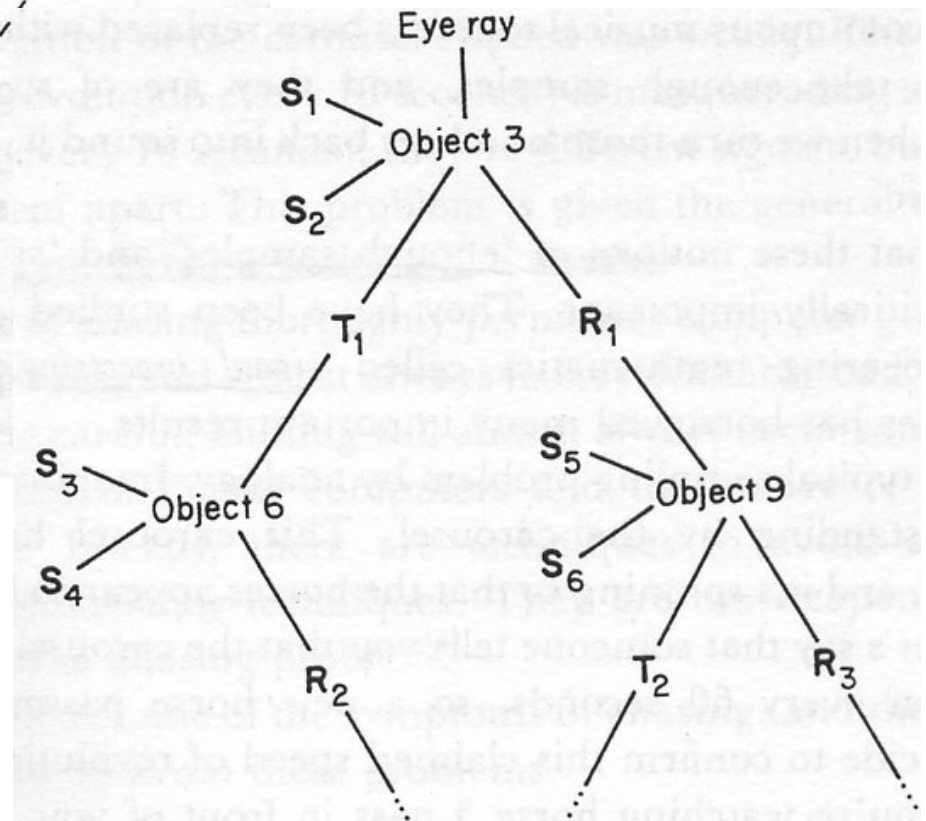 Eye ray
S1
Object 3
S2
T1
R1
S3
Object 6
S4
S5
Object 9
S6
R2
T2
R3